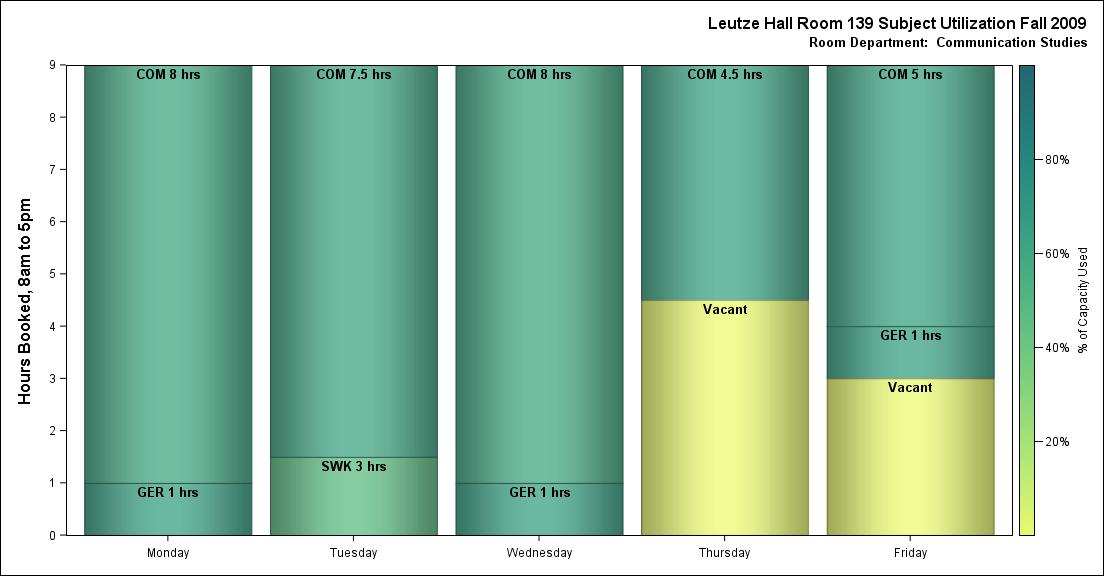 Leutze Hall Room 139 Subject Utilization Fall 2009
Room Department:  Communication Studies
Hours Booked, 8am to 5pm
9
8
7
6
5
4
3
2
1
0
COM 8 hrs
GER 1 hrs
COM 7.5 hrs
SWK 3 hrs
COM 8 hrs
GER 1 hrs
COM 4.5 hrs
Vacant
COM 5 hrs
GER 1 hrs
Vacant
Monday
Tuesday
Wednesday
Thursday
Friday
80%
60%
40%
20%
% of Capacity Used